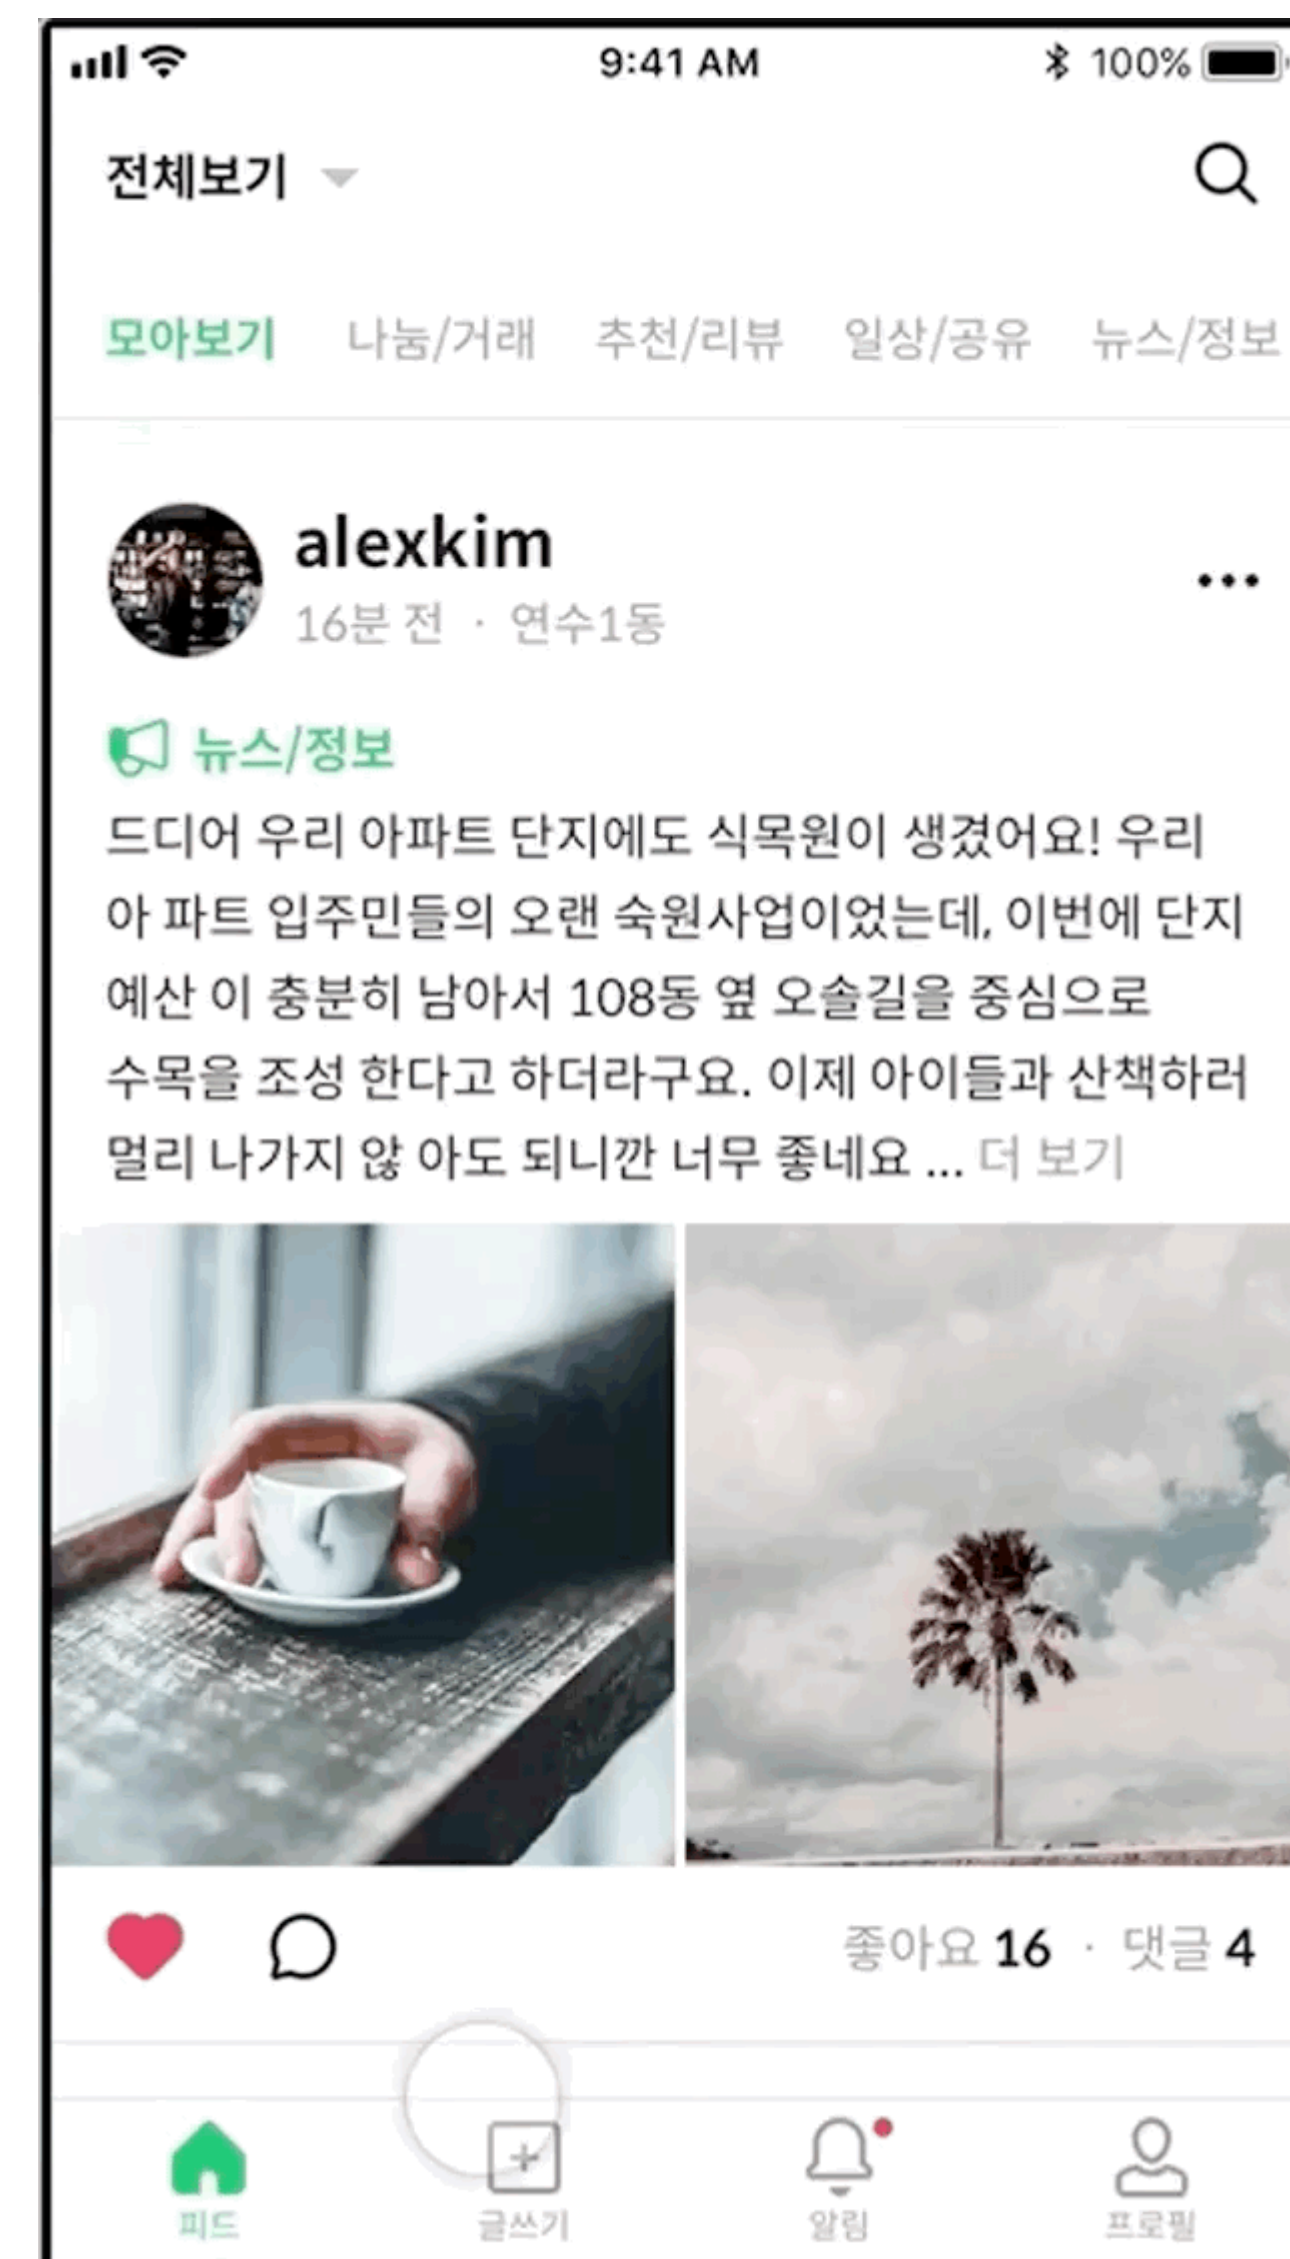 9:41 AM
100%
전체보기
모아보기 나눔/거래 추천/리뷰 일상/공유 뉴스/정보
alexkim
16분 전 · 연수1동
뉴스/정보
드디어 우리 아파트 단지에도 식목원이 생겼어요! 우리
아 파트 입주민들의 오랜 숙원사업이었는데, 이번에 단지
예산 이 충분히 남아서 108동 옆 오솔길을 중심으로
수목을 조성 한다고 하더라구요. 이제 아이들과 산책하러
멀리 나가지 않 아도 되니깐 너무 좋네요 ... 더 보기
좋아요 16 · 댓글 4
피드 글쓰기 알림 프로필